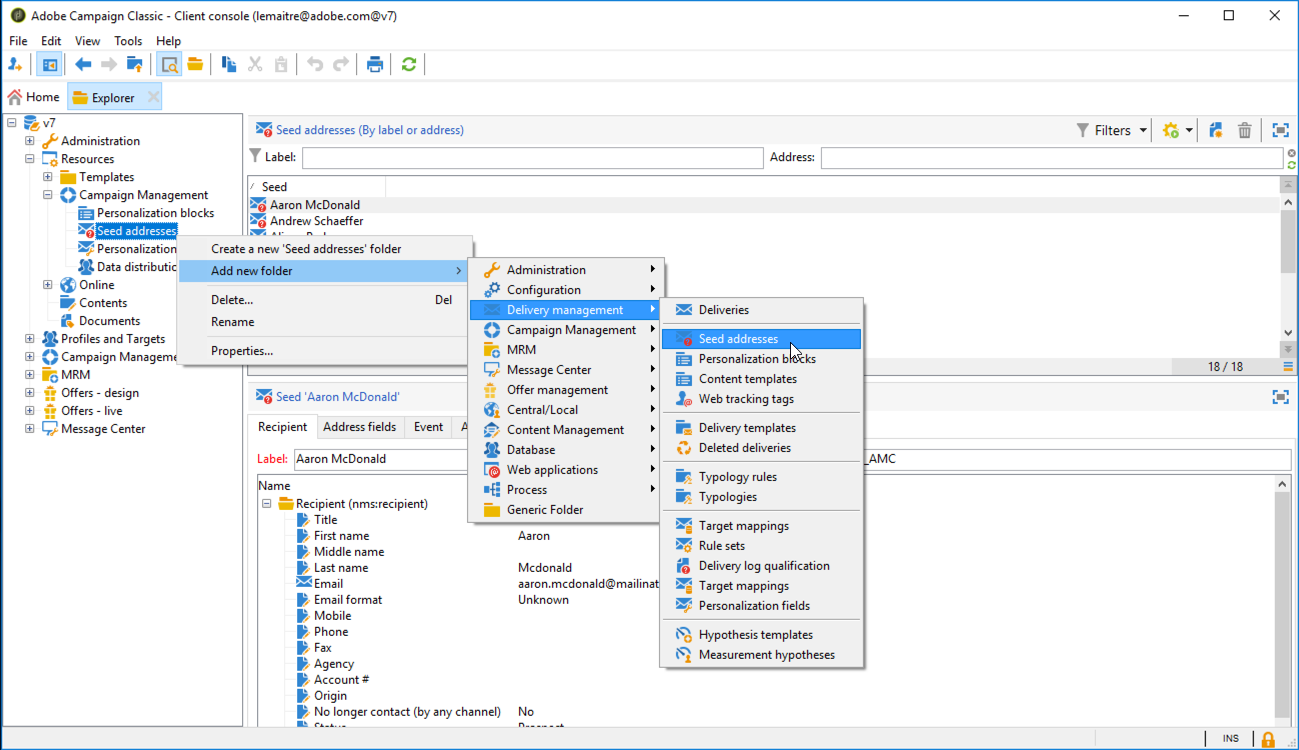 Adobe Campaign Classic - Client console (lemaitre@adobe.com@v7)
File Edit View Tools Help
Home Explorer
v7
Administration
Resources
Templates
Campaign Management
Personalization blocks
Seed addresses
Personalization
Data distributio
Online
Contents
Documents
Profiles and Targets
Campaign Manageme
MRM
Offers - design
Offers - live
Message Center
Seed addresses (By label or address)
Filters
Label:
Address:
Seed
Aaron McDonald
Andrew Schaeffer
18 / 18
Create a new 'Seed addresses' folder
Add new folder
Delete... Del
Rename
Properties...
Administration
Configuration
Delivery management
Campaign Management
MRM
Message Center
Offer management
Central/Local
Content Management
Database
Web applications
Process
Generic Folder
Deliveries
Seed addresses
Personalization blocks
Content templates
Web tracking tags
Delivery templates
Deleted deliveries
Typology rules
Typologies
Target mappings
Rule sets
Delivery log qualification
Target mappings
Personalization fields
Hypothesis templates
Measurement hypotheses
Seed 'Aaron McDonald'
Recipient Address fields Event A
Label: Aaron McDonald _AMC
Name
Recipient (nms:recipient)
Title
First name Aaron
Middle name
Last name Mcdonald
Email aaron.mcdonald@mailinat
Email format Unknown
Mobile
Phone
Fax
Agency
Account #
Origin
No longer contact (by any channel) No
Status Prospect
INS